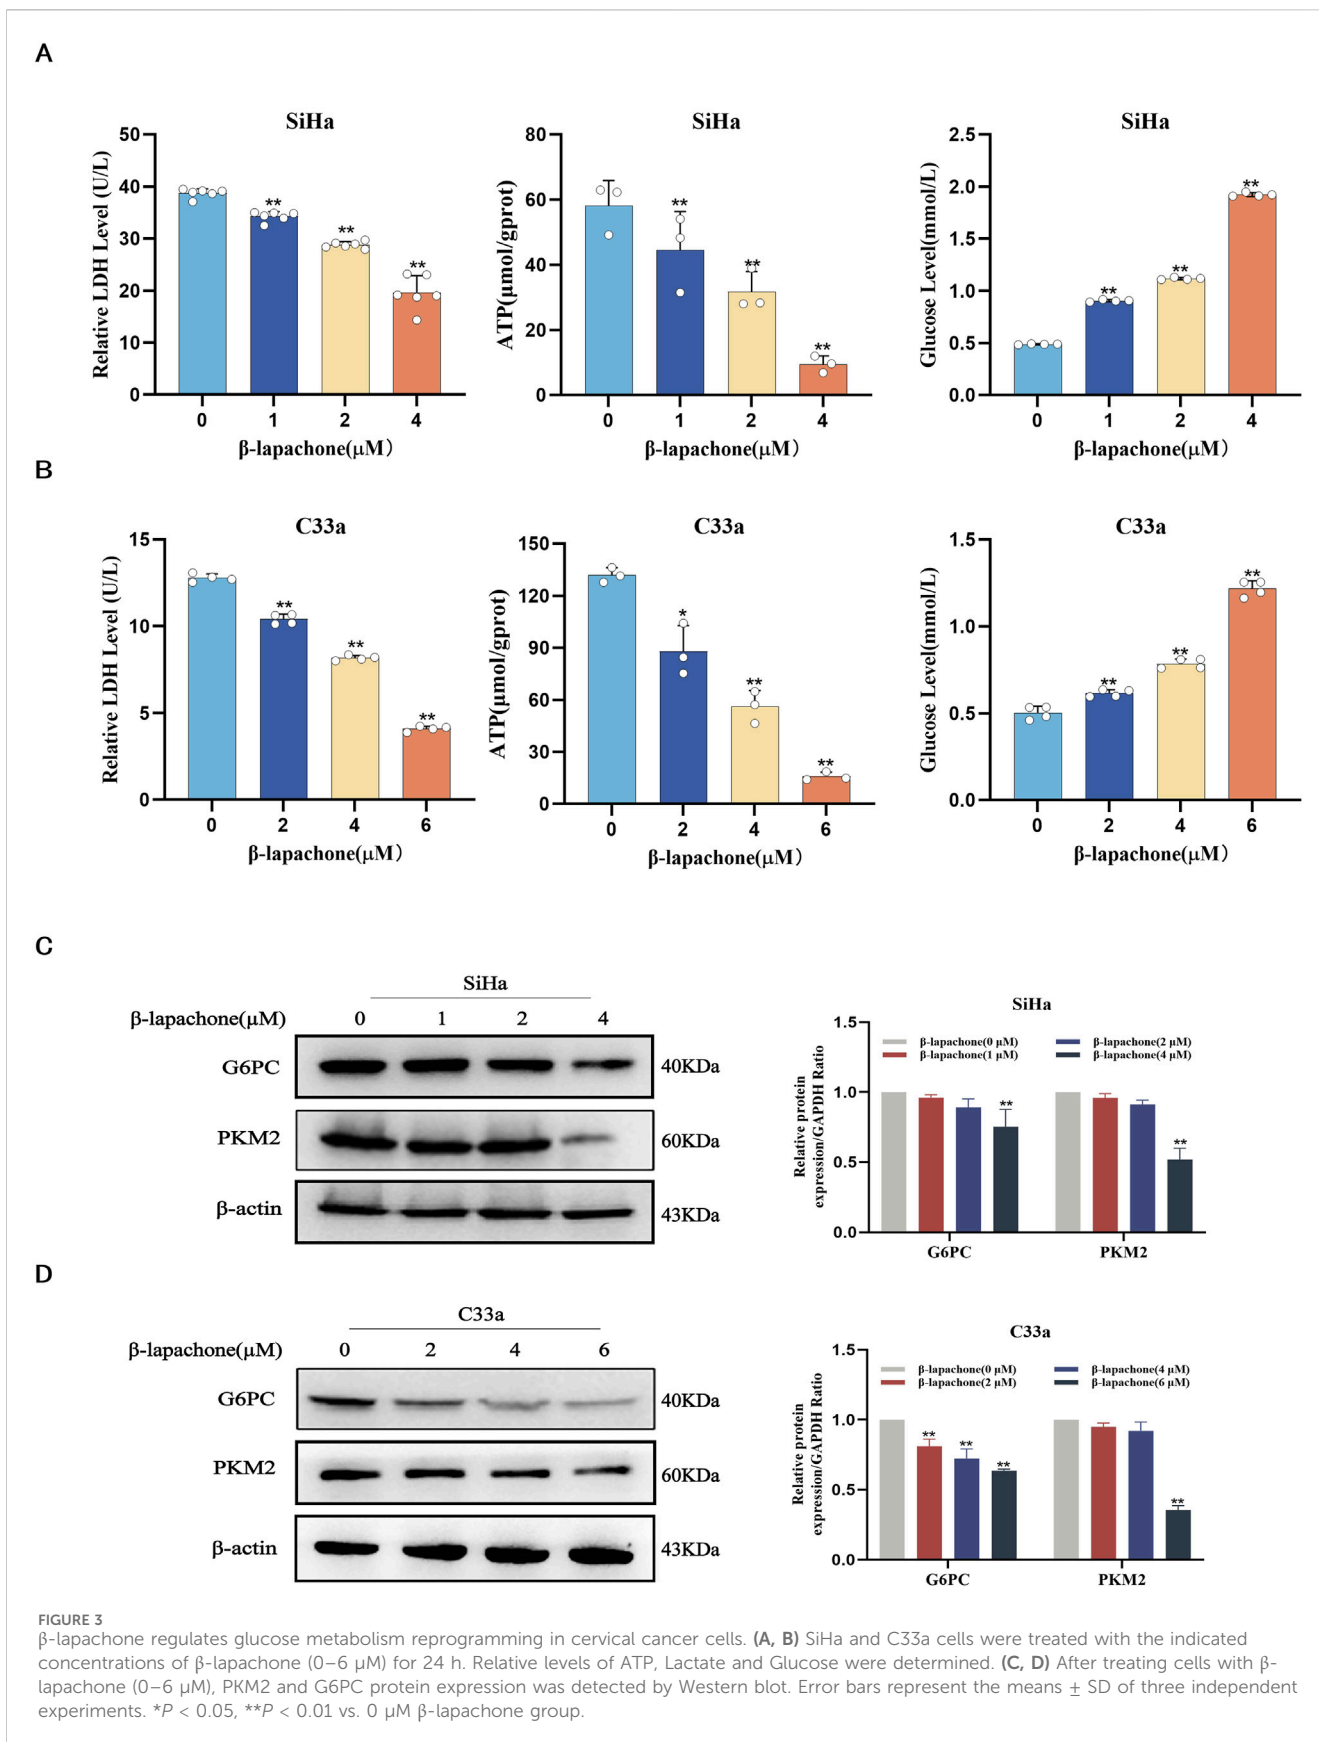 A
SiHa
Relative LDH Level (U/L)
50
40
30
20
10
0
**
**
**
0 1 2 4
β-lapachone(μM)
SiHa
ATP(μmol/gprot)
80
60
40
20
0
**
**
**
0 1 2 4
β-lapachone(μM)
SiHa
Glucose Level(mmol/L)
2.5
2.0
1.5
1.0
0.5
0.0
**
**
**
0 1 2 4
β-lapachone(μM)
B
C33a
Relative LDH Level (U/L)
15
10
5
0
**
**
**
0 2 4 6
β-lapachone(μM)
C33a
ATP(μmol/gprot)
150
120
90
60
30
0
*
**
**
0 2 4 6
β-lapachone(μM)
C33a
Glucose Level(mmol/L)
1.5
1.0
0.5
0.0
**
**
**
0 2 4 6
β-lapachone(μM)
C
SiHa
β-lapachone(μM) 0 1 2 4
G6PC 40KDa
PKM2 60KDa
β-actin 43KDa
SiHa
Relative protein
expression/GAPDH Ratio
1.5
1.0
0.5
0.0
β-lapachone(0 μM) β-lapachone(2 μM)
β-lapachone(1 μM) β-lapachone(4 μM)
**
**
G6PC PKM2
D
C33a
β-lapachone(μM) 0 2 4 6
G6PC 40KDa
PKM2 60KDa
β-actin 43KDa
C33a
Relative protein
expression/GAPDH Ratio
1.5
1.0
0.5
0.0
β-lapachone(0 μM) β-lapachone(4 μM)
β-lapachone(2 μM) β-lapachone(6 μM)
** ** **
**
G6PC PKM2
FIGURE 3
β-lapachone regulates glucose metabolism reprogramming in cervical cancer cells. (A, B) SiHa and C33a cells were treated with the indicated
concentrations of β-lapachone (0–6 μM) for 24 h. Relative levels of ATP, Lactate and Glucose were determined. (C, D) After treating cells with β-
lapachone (0–6 μM), PKM2 and G6PC protein expression was detected by Western blot. Error bars represent the means ± SD of three independent
experiments. *P < 0.05, **P < 0.01 vs. 0 μM β-lapachone group.